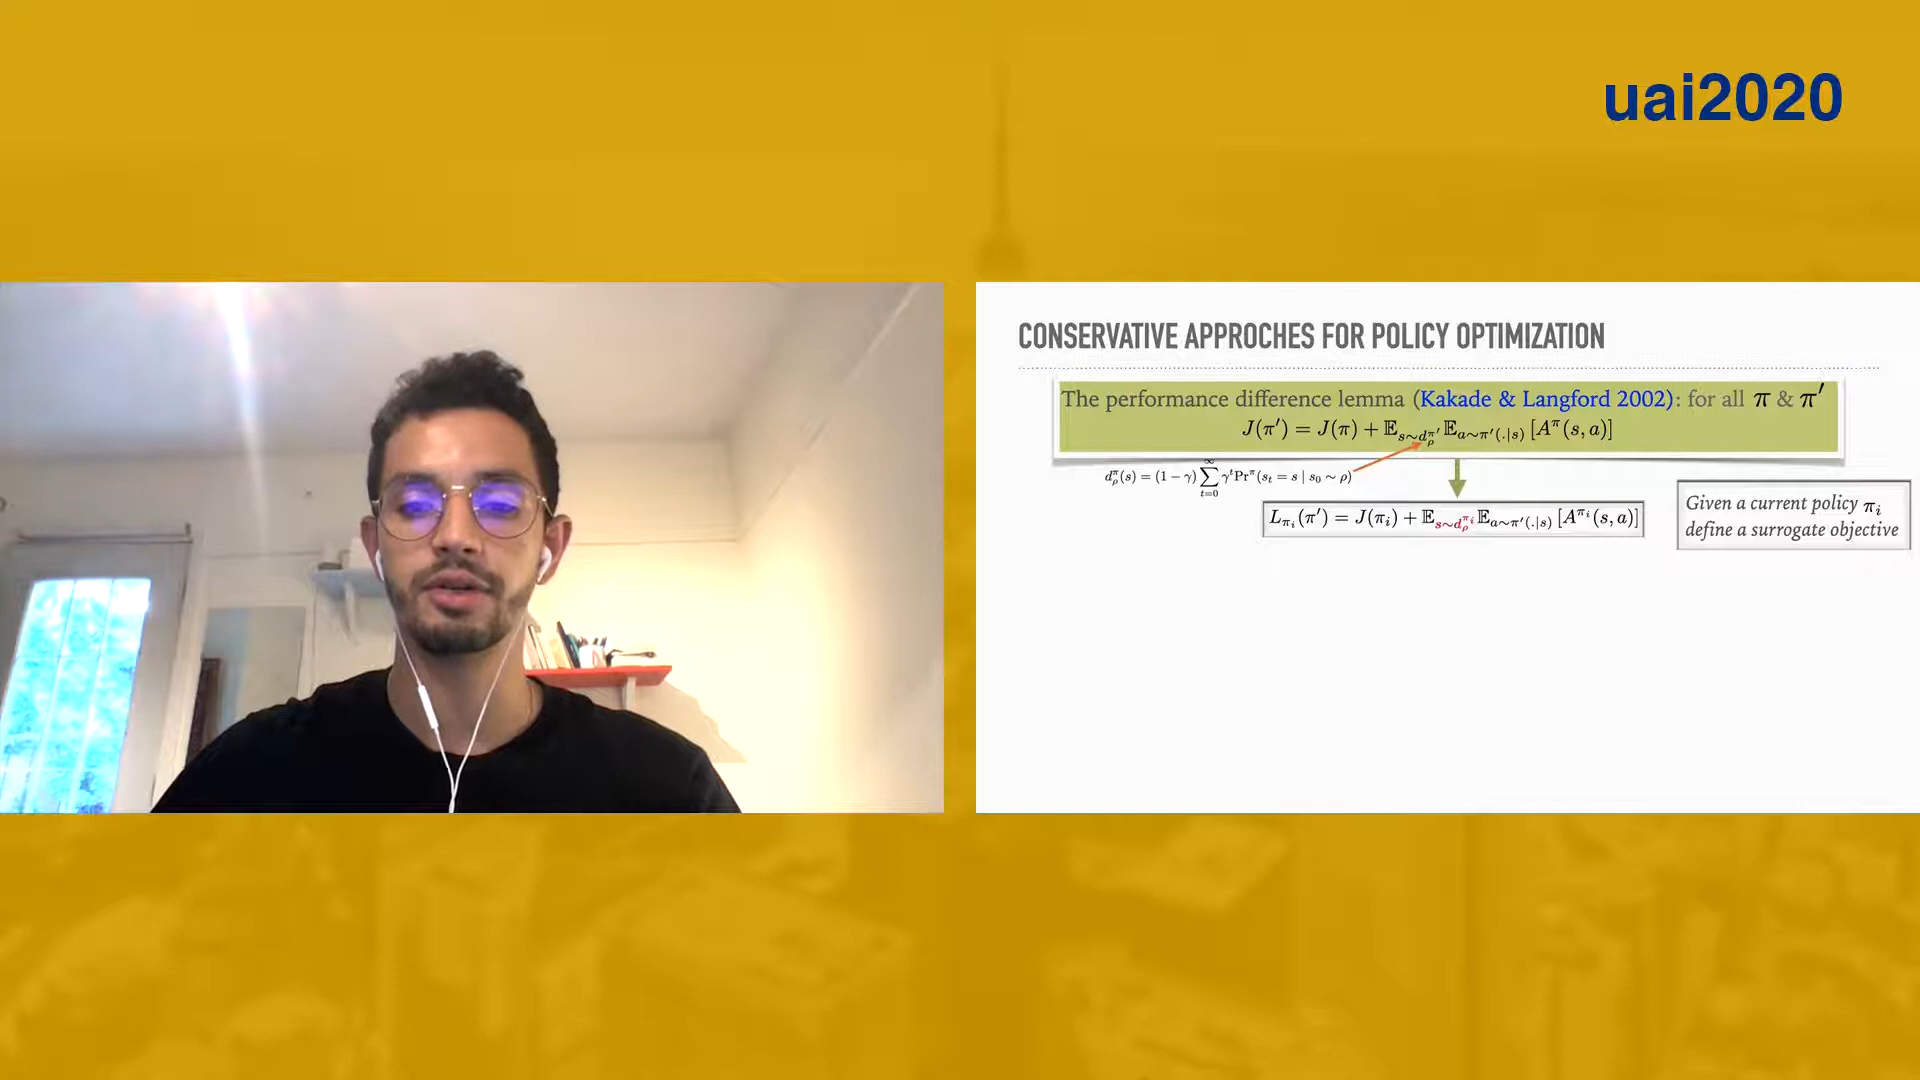 uai2020
CONSERVATIVE APPROCHES FOR POLICY OPTIMIZATION
The performance difference lemma (Kakade & Langford 2002): for all π & π′
J(π′) = J(π) + 𝔼_{s∼d_ρ^{π′}} 𝔼_{a∼π′(.|s)} [A^π(s, a)]
d_ρ^π(s) = (1 − γ) ∑_{t=0}^{∞} γ^t Pr^π(s_t = s | s_0 ∼ ρ)
L_{π_i}(π′) = J(π_i) + 𝔼_{s∼d_ρ^{π_i}} 𝔼_{a∼π′(.|s)} [A^{π_i}(s, a)]
Given a current policy π_i
define a surrogate objective